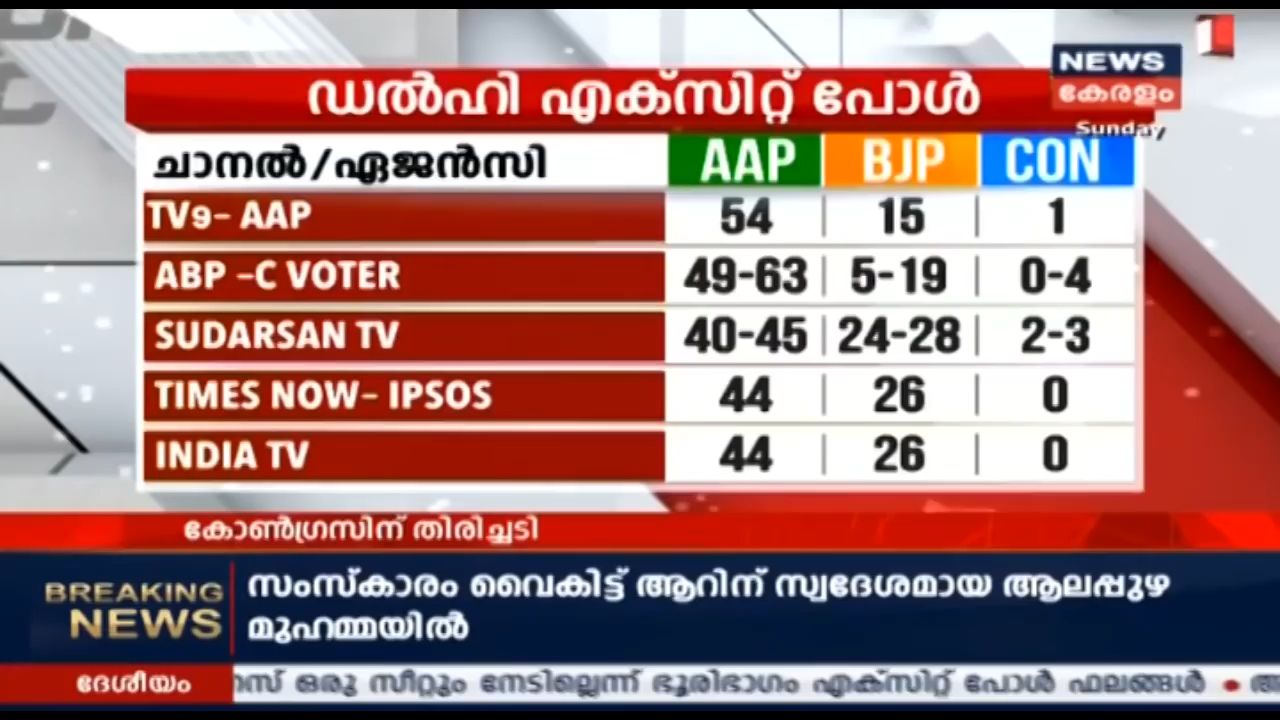 ഡൽഹി എക്സിറ്റ് പോൾ
NEWS
കേരളം
Sunday
ചാനൽ/ഏജൻസി AAP BJP CON
TV9- AAP 54 15 1
ABP -C VOTER 49-63 5-19 0-4
SUDARSAN TV 40-45 24-28 2-3
TIMES NOW- IPSOS 44 26 0
INDIA TV 44 26 0
കോൺഗ്രസിന് തിരിച്ചടി
BREAKING
NEWS
സംസ്കാരം വൈകിട്ട് ആറിന് സ്വദേശമായ ആലപ്പുഴ
മുഹമ്മയിൽ
ദേശീയം ഒരു സീറ്റും നേടില്ലെന്ന് ഭൂരിഭാഗം എക്സിറ്റ് പോൾ ഫലങ്ങൾ •